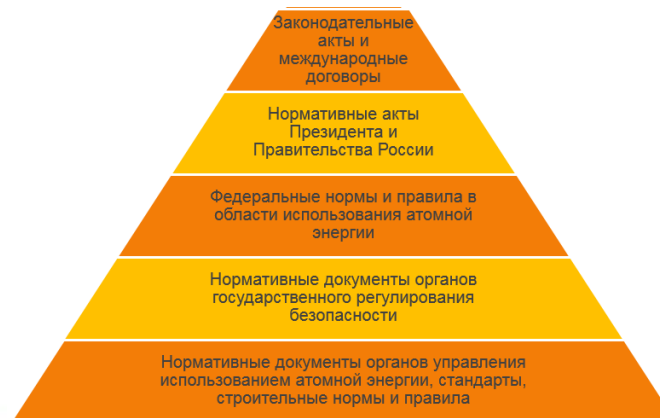 Законодательные
акты и
международные
договоры
Нормативные акты
Президента и
Правительства России
Федеральные нормы и правила в
области использования атомной
энергии
Нормативные документы органов
государственного регулирования
безопасности
Нормативные документы органов управления
использованием атомной энергии, стандарты,
строительные нормы и правила